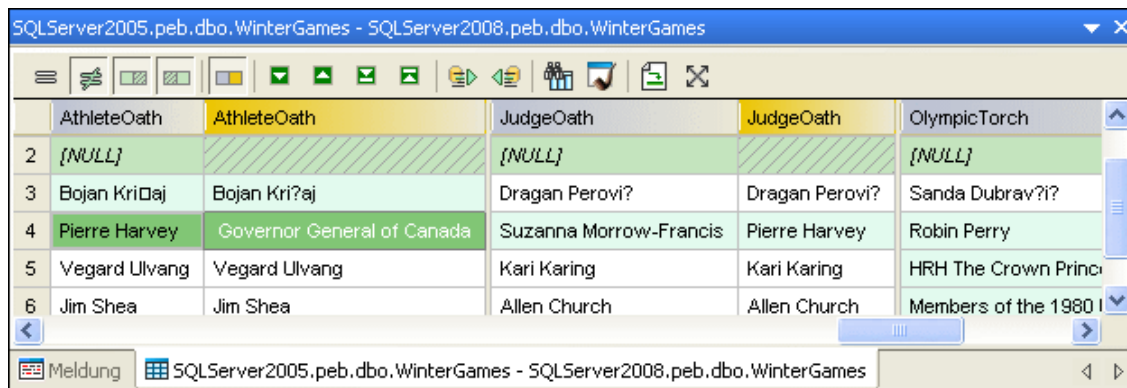 SQLServer2005.peb.dbo.WinterGames - SQLServer2008.peb.dbo.WinterGames
AthleteOath AthleteOath JudgeOath JudgeOath OlympicTorch
2 [NULL] [NULL] [NULL]
3 Bojan Kri□aj Bojan Kri?aj Dragan Perovi? Dragan Perovi? Sanda Dubrav?i?
4 Pierre Harvey Governor General of Canada Suzanna Morrow-Francis Pierre Harvey Robin Perry
5 Vegard Ulvang Vegard Ulvang Kari Karing Kari Karing HRH The Crown Princ
6 Jim Shea Jim Shea Allen Church Allen Church Members of the 1980
Meldung SQLServer2005.peb.dbo.WinterGames - SQLServer2008.peb.dbo.WinterGames